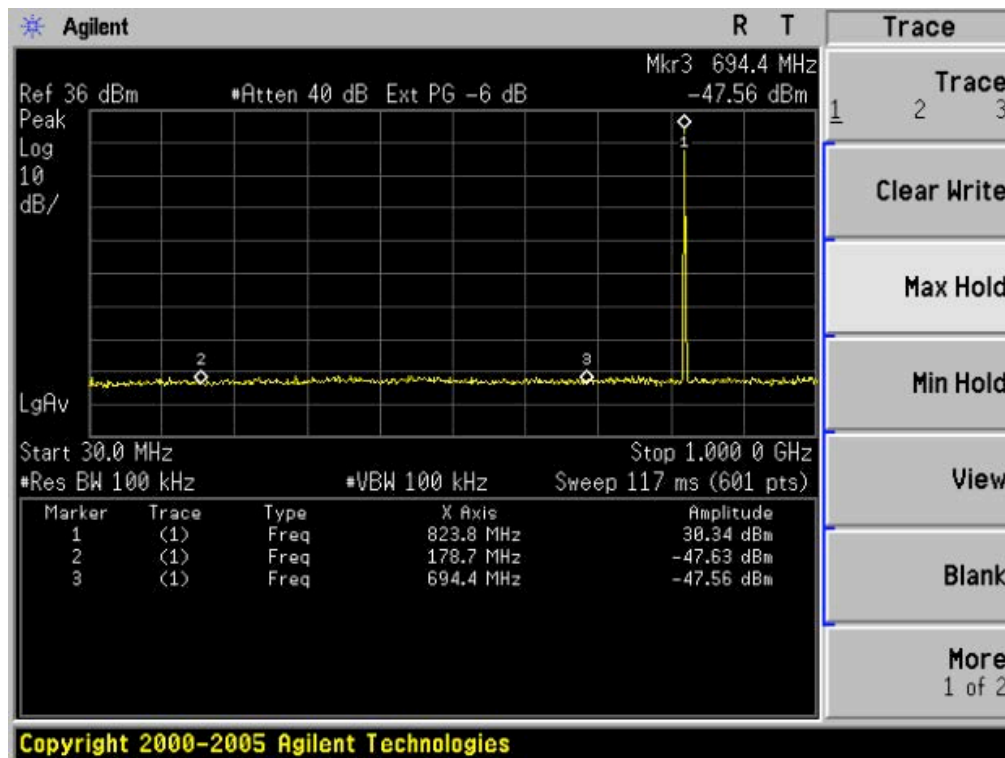 Agilent R T
Mkr3 694.4 MHz
Ref 36 dBm #Atten 40 dB Ext PG -6 dB -47.56 dBm
Peak
Log
10
dB/
1
2
3
LgAv
Start 30.0 MHz Stop 1.000 0 GHz
#Res BW 100 kHz #VBW 100 kHz Sweep 117 ms (601 pts)
Marker Trace Type X Axis Amplitude
1 (1) Freq 823.8 MHz 30.34 dBm
2 (1) Freq 178.7 MHz -47.63 dBm
3 (1) Freq 694.4 MHz -47.56 dBm
Trace
Trace
1 2 3
Clear Write
Max Hold
Min Hold
View
Blank
More
1 of 2
Copyright 2000-2005 Agilent Technologies